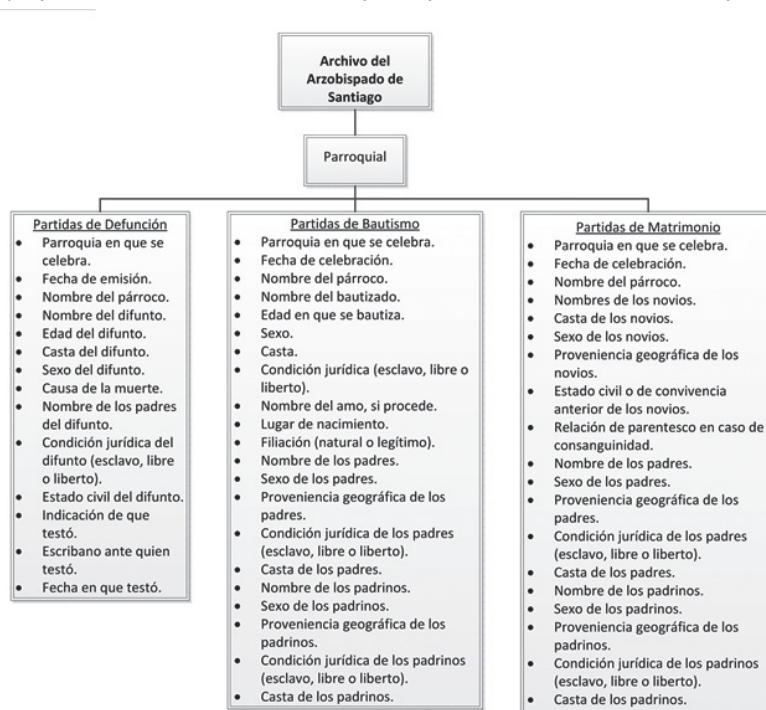 Archivo del
Arzobispado de
Santiago
Parroquial
Partidas de Defunción
• Parroquia en que se
celebra.
• Fecha de emisión.
• Nombre del párroco.
• Nombre del difunto.
• Edad del difunto.
• Casta del difunto.
• Sexo del difunto.
• Causa de la muerte.
• Nombre de los padres
del difunto.
• Condición jurídica del
difunto (esclavo, libre
o liberto).
• Estado civil del difunto.
• Indicación de que
testó.
• Escribano ante quien
testó.
• Fecha en que testó.
Partidas de Bautismo
• Parroquia en que se celebra.
• Fecha de celebración.
• Nombre del párroco.
• Nombre del bautizado.
• Edad en que se bautiza.
• Sexo.
• Casta.
• Condición jurídica (esclavo, libre o
liberto).
• Nombre del amo, si procede.
• Lugar de nacimiento.
• Filiación (natural o legítimo).
• Nombre de los padres.
• Sexo de los padres.
• Proveniencia geográfica de los
padres.
• Condición jurídica de los padres
(esclavo, libre o liberto).
• Casta de los padres.
• Nombre de los padrinos.
• Sexo de los padrinos.
• Proveniencia geográfica de los
padrinos.
• Condición jurídica de los padrinos
(esclavo, libre o liberto).
• Casta de los padrinos.
Partidas de Matrimonio
• Parroquia en que se celebra.
• Fecha de celebración.
• Nombre del párroco.
• Nombres de los novios.
• Casta de los novios.
• Sexo de los novios.
• Proveniencia geográfica de los
novios.
• Estado civil o de convivencia
anterior de los novios.
• Relación de parentesco en caso de
consanguinidad.
• Nombre de los padres.
• Sexo de los padres.
• Proveniencia geográfica de los
padres.
• Condición jurídica de los padres
(esclavo, libre o liberto).
• Casta de los padres.
• Nombre de los padrinos.
• Sexo de los padrinos.
• Proveniencia geográfica de los
padrinos.
• Condición jurídica de los padrinos
(esclavo, libre o liberto).
• Casta de los padrinos.